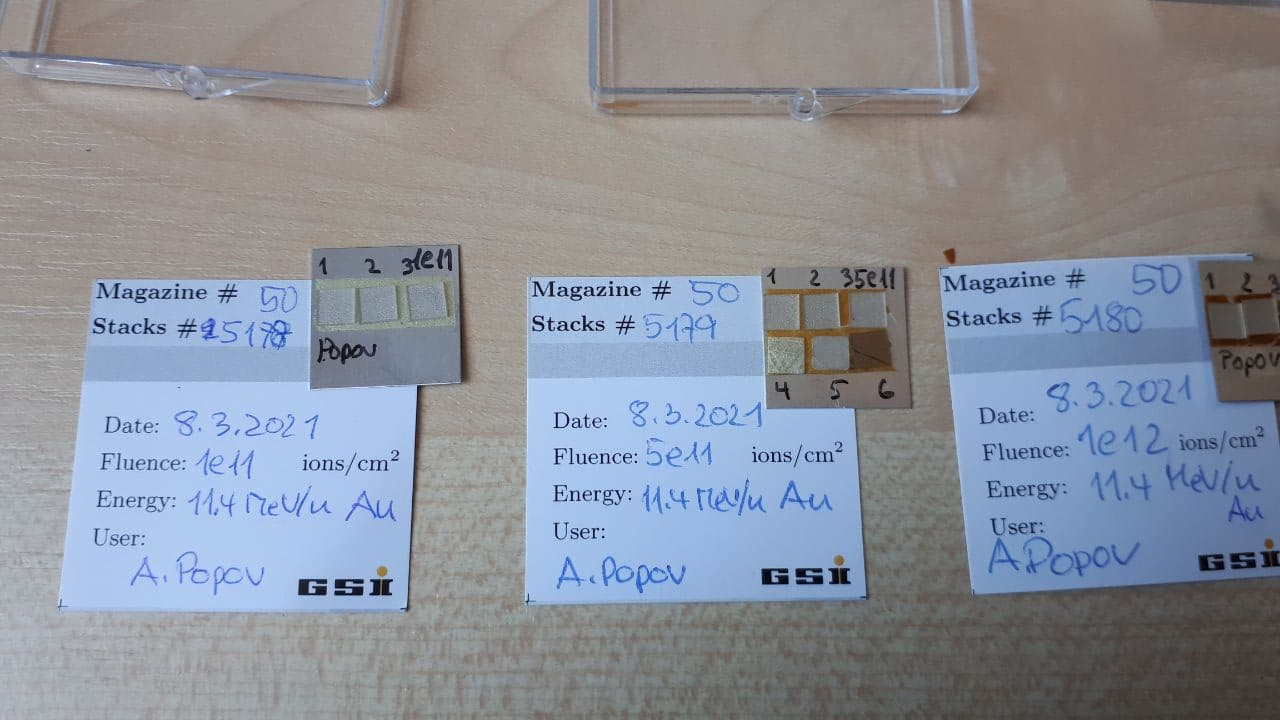 Magazine # 50
Stacks # 5178
1 2 3 1e11
Popov
Date: 8.3.2021
Fluence: 1e11 ions/cm²
Energy: 11.4 MeV/u Au
User:
A. Popov
GSI
Magazine # 50
Stacks # 5179
1 2 3 5e11
4 5 6
Date: 8.3.2021
Fluence: 5e11 ions/cm²
Energy: 11.4 MeV/u Au
User:
A. Popov
GSI
Magazine # 50
Stacks # 5180
1 2 3
Popov
Date: 8.3.2021
Fluence: 1e12 ions/cm²
Energy: 11.4 MeV/u
Au
User:
A. Popov
GSI